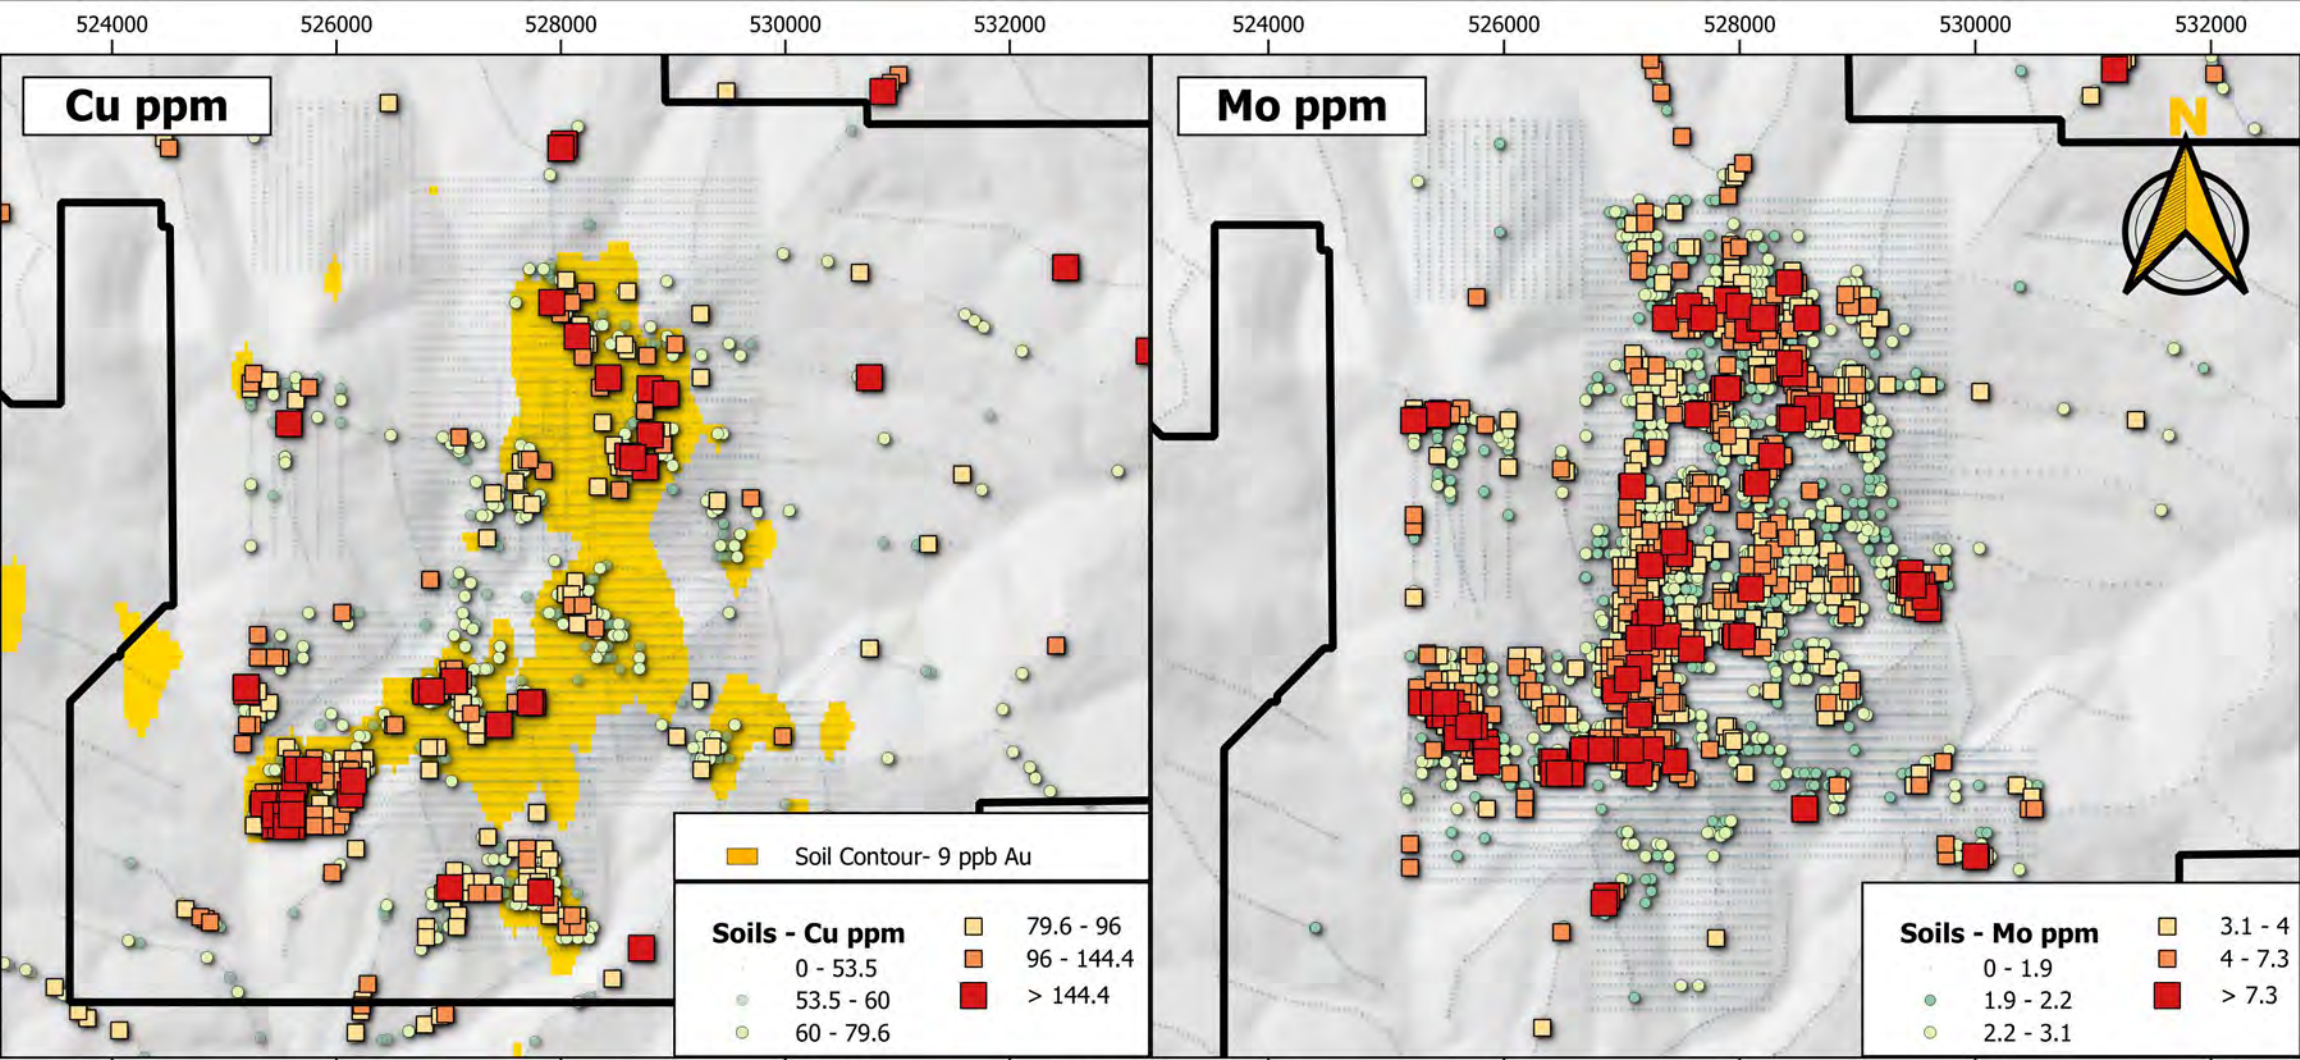 524000 526000 528000 530000 532000 524000 526000 528000 530000 532000
Cu ppm
Mo ppm
N
Soil Contour- 9 ppb Au
Soils - Cu ppm
0 - 53.5
53.5 - 60
60 - 79.6
79.6 - 96
96 - 144.4
> 144.4
Soils - Mo ppm
0 - 1.9
1.9 - 2.2
2.2 - 3.1
3.1 - 4
4 - 7.3
> 7.3